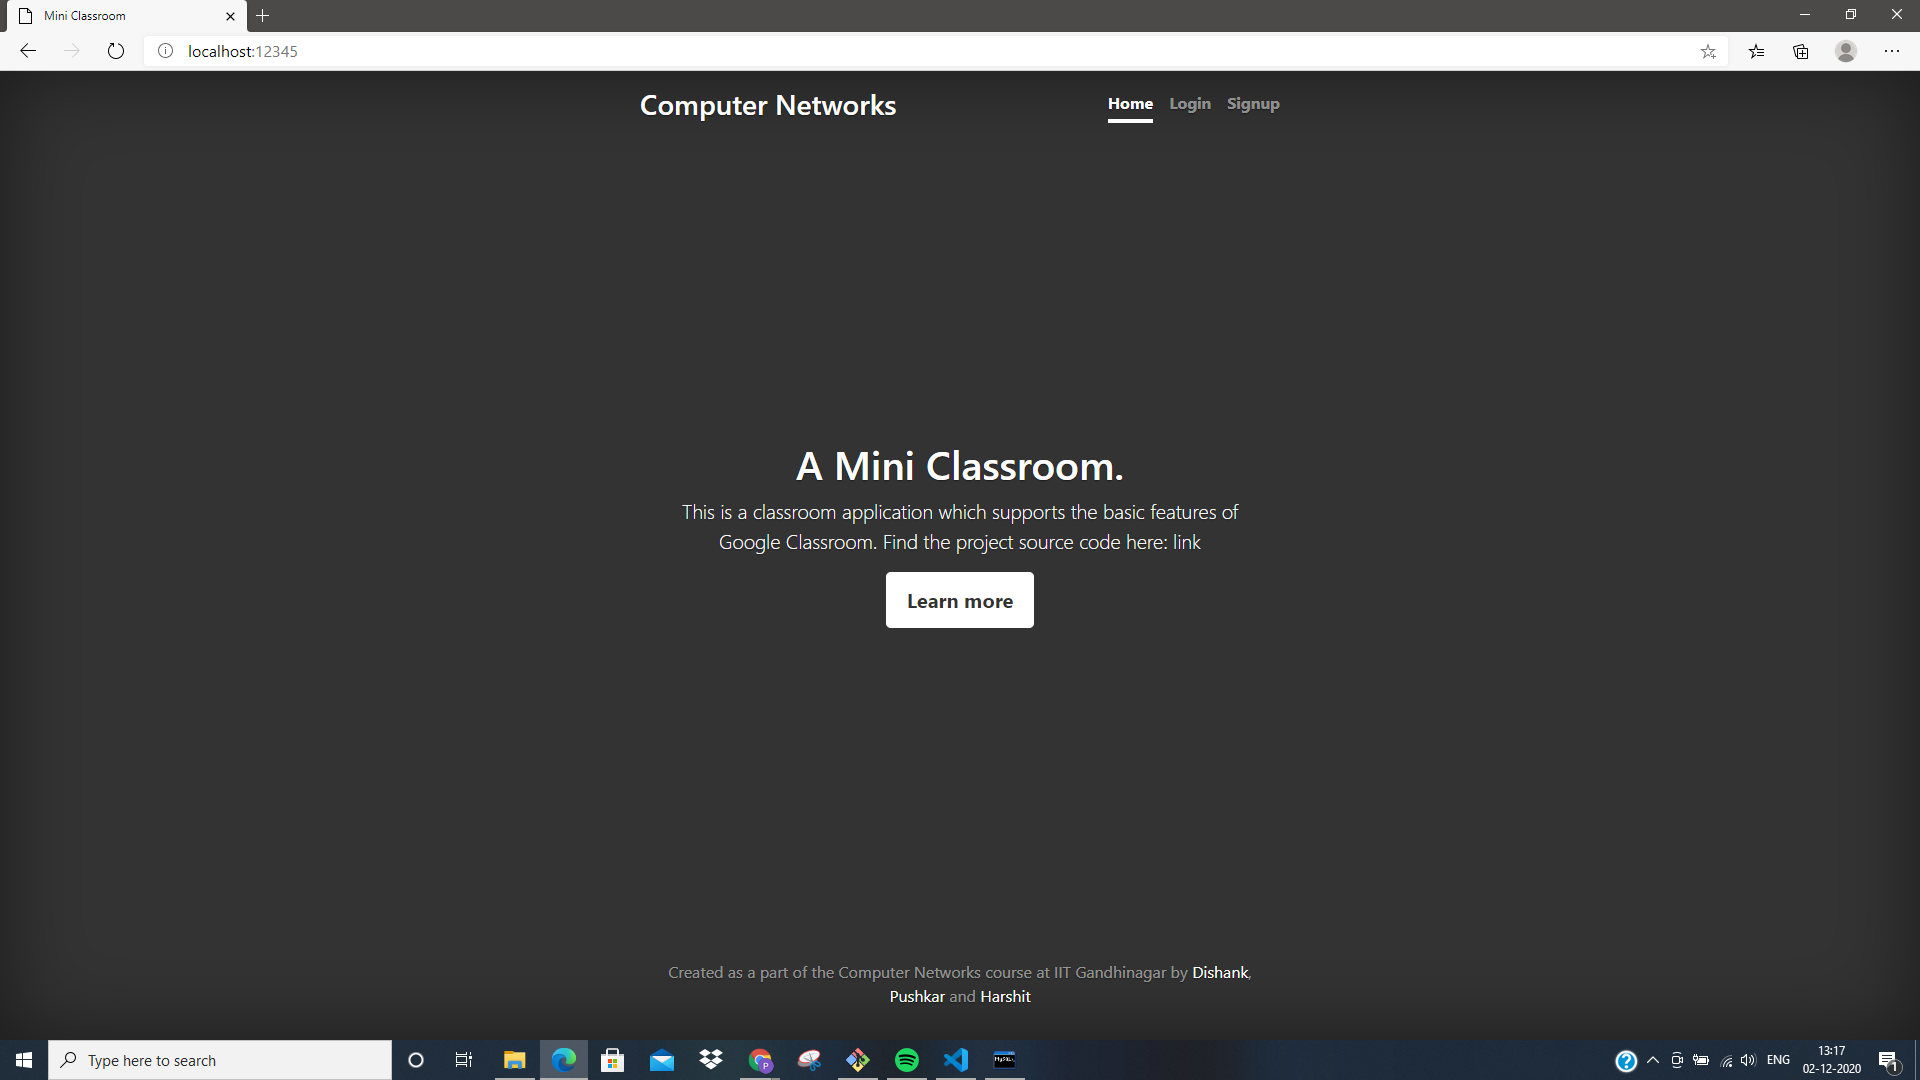 Mini Classroom
localhost:12345
Computer Networks
Home Login Signup
A Mini Classroom.
This is a classroom application which supports the basic features of
Google Classroom. Find the project source code here: link
Learn more
Created as a part of the Computer Networks course at IIT Gandhinagar by Dishank,
Pushkar and Harshit
Type here to search
P
MySQL
ENG
13:17
02-12-2020
1